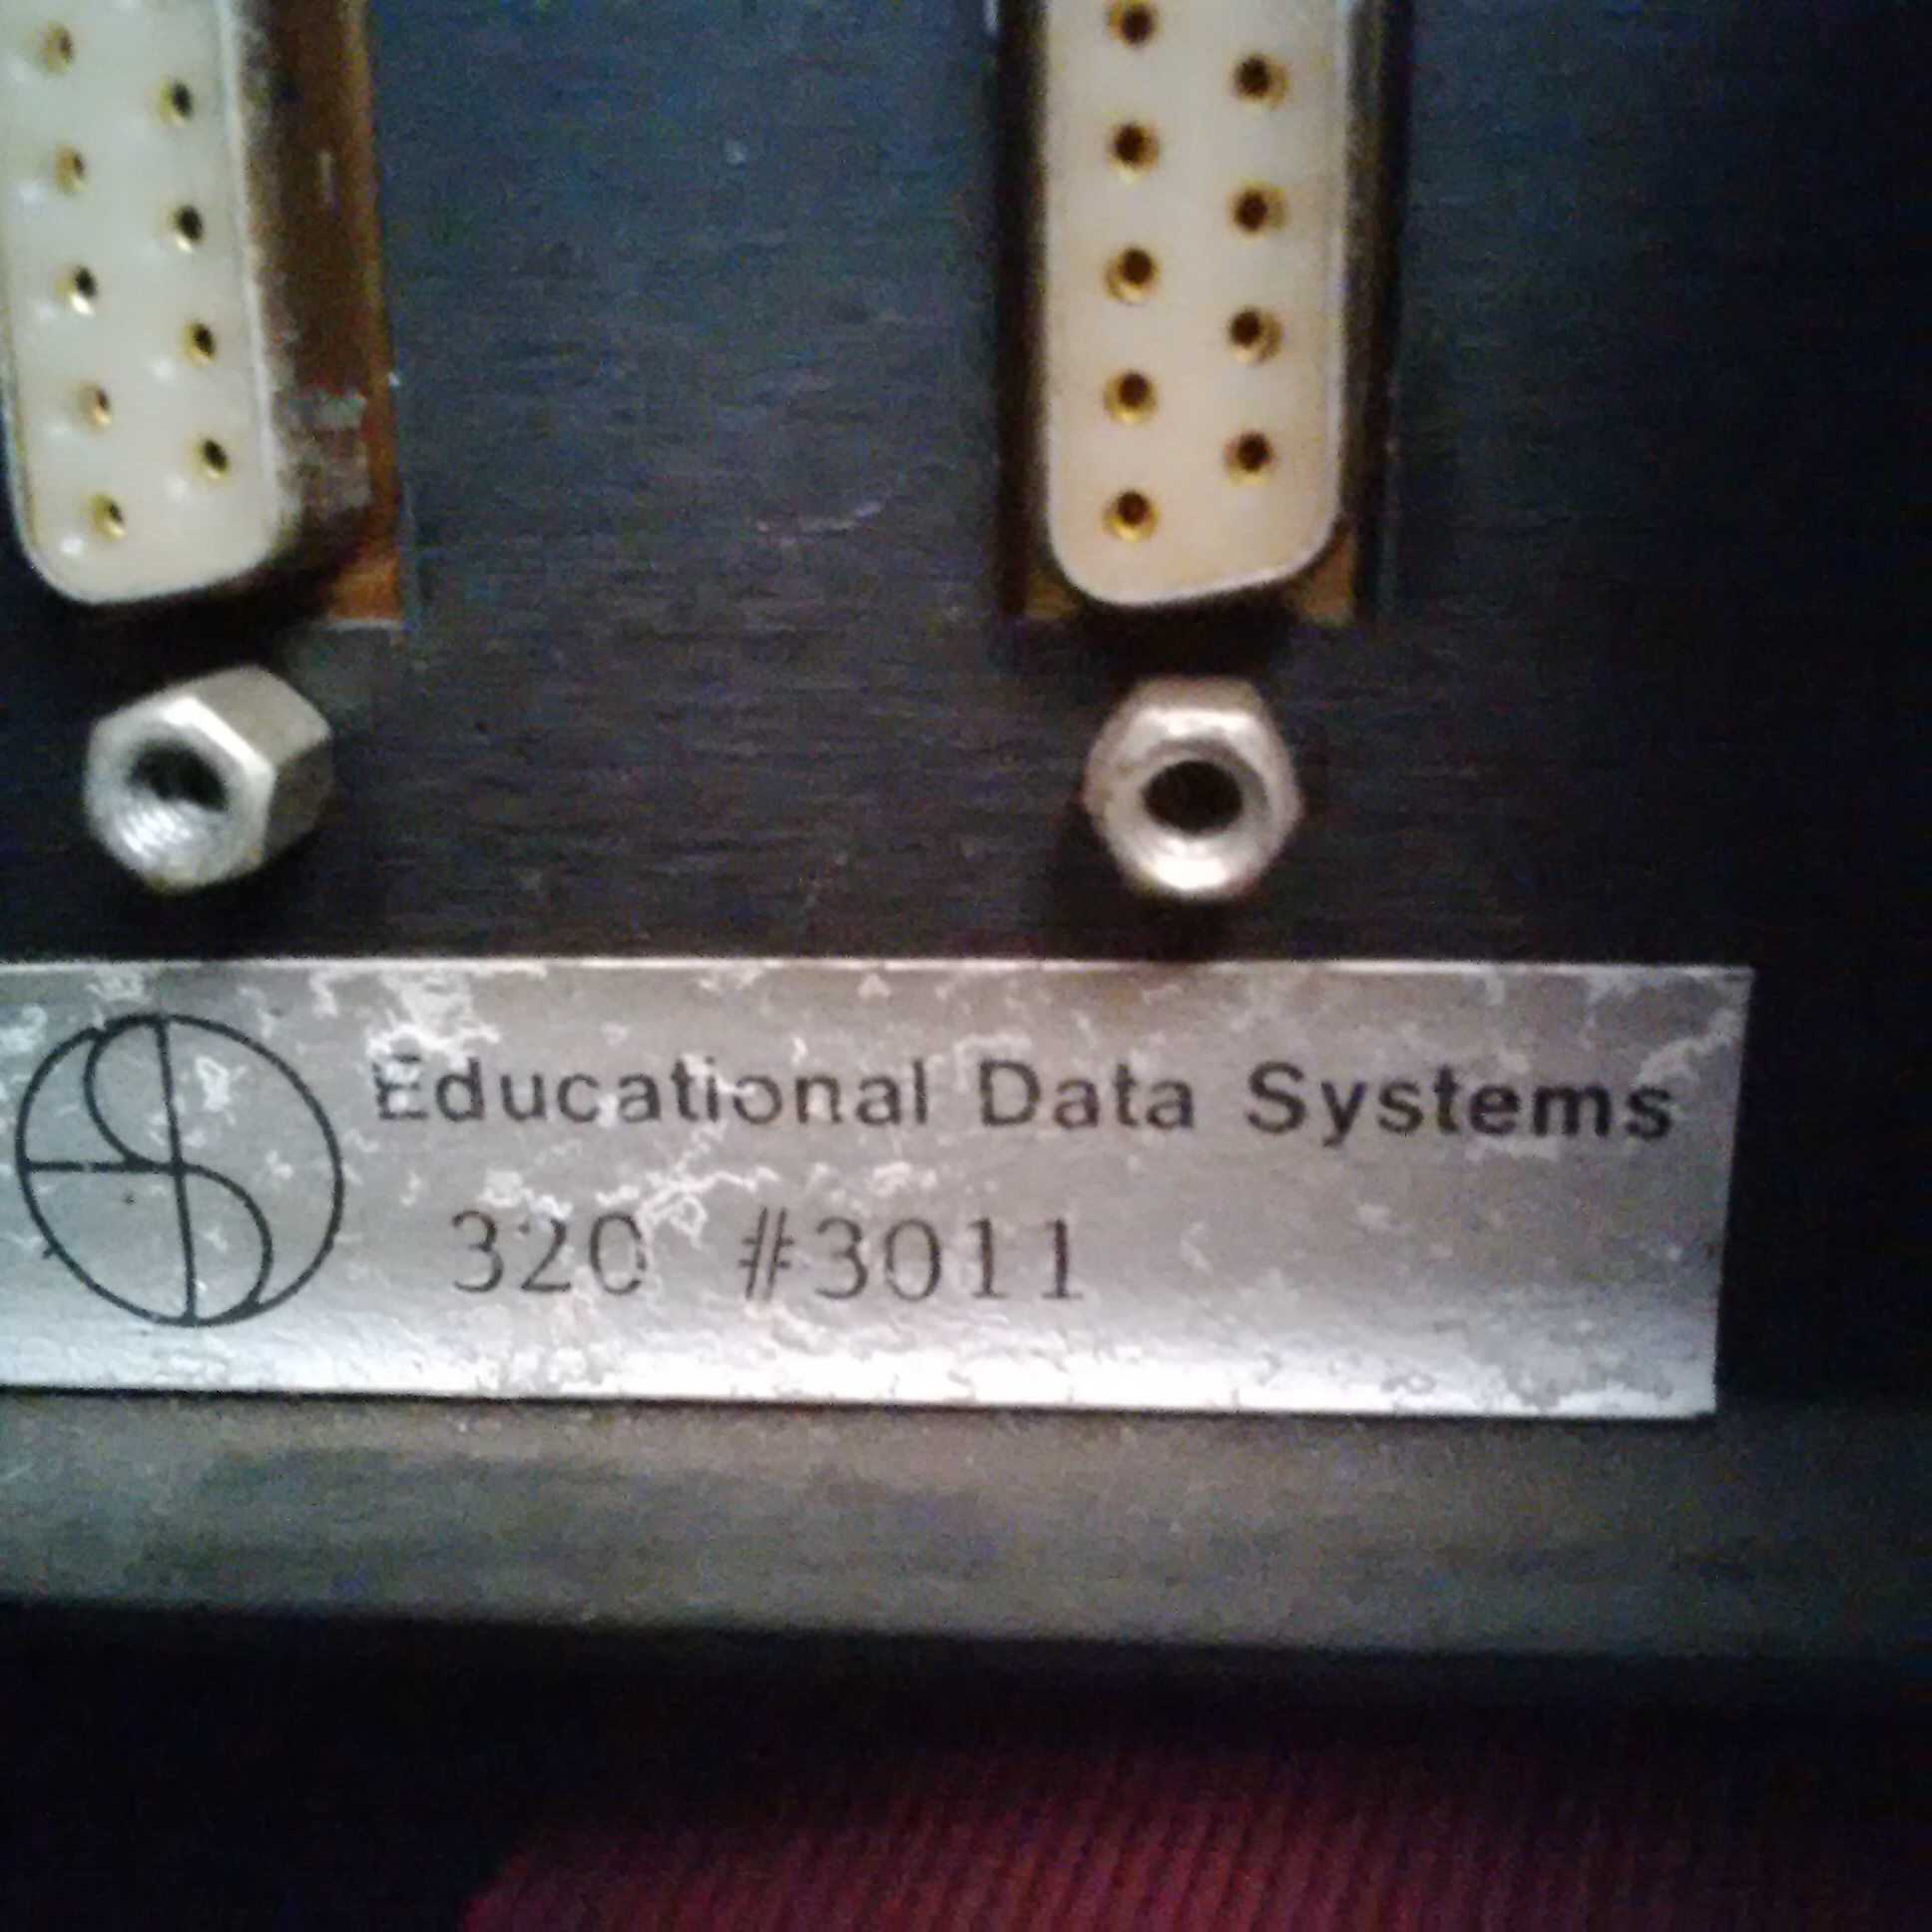 Educational Data Systems
320 #3011